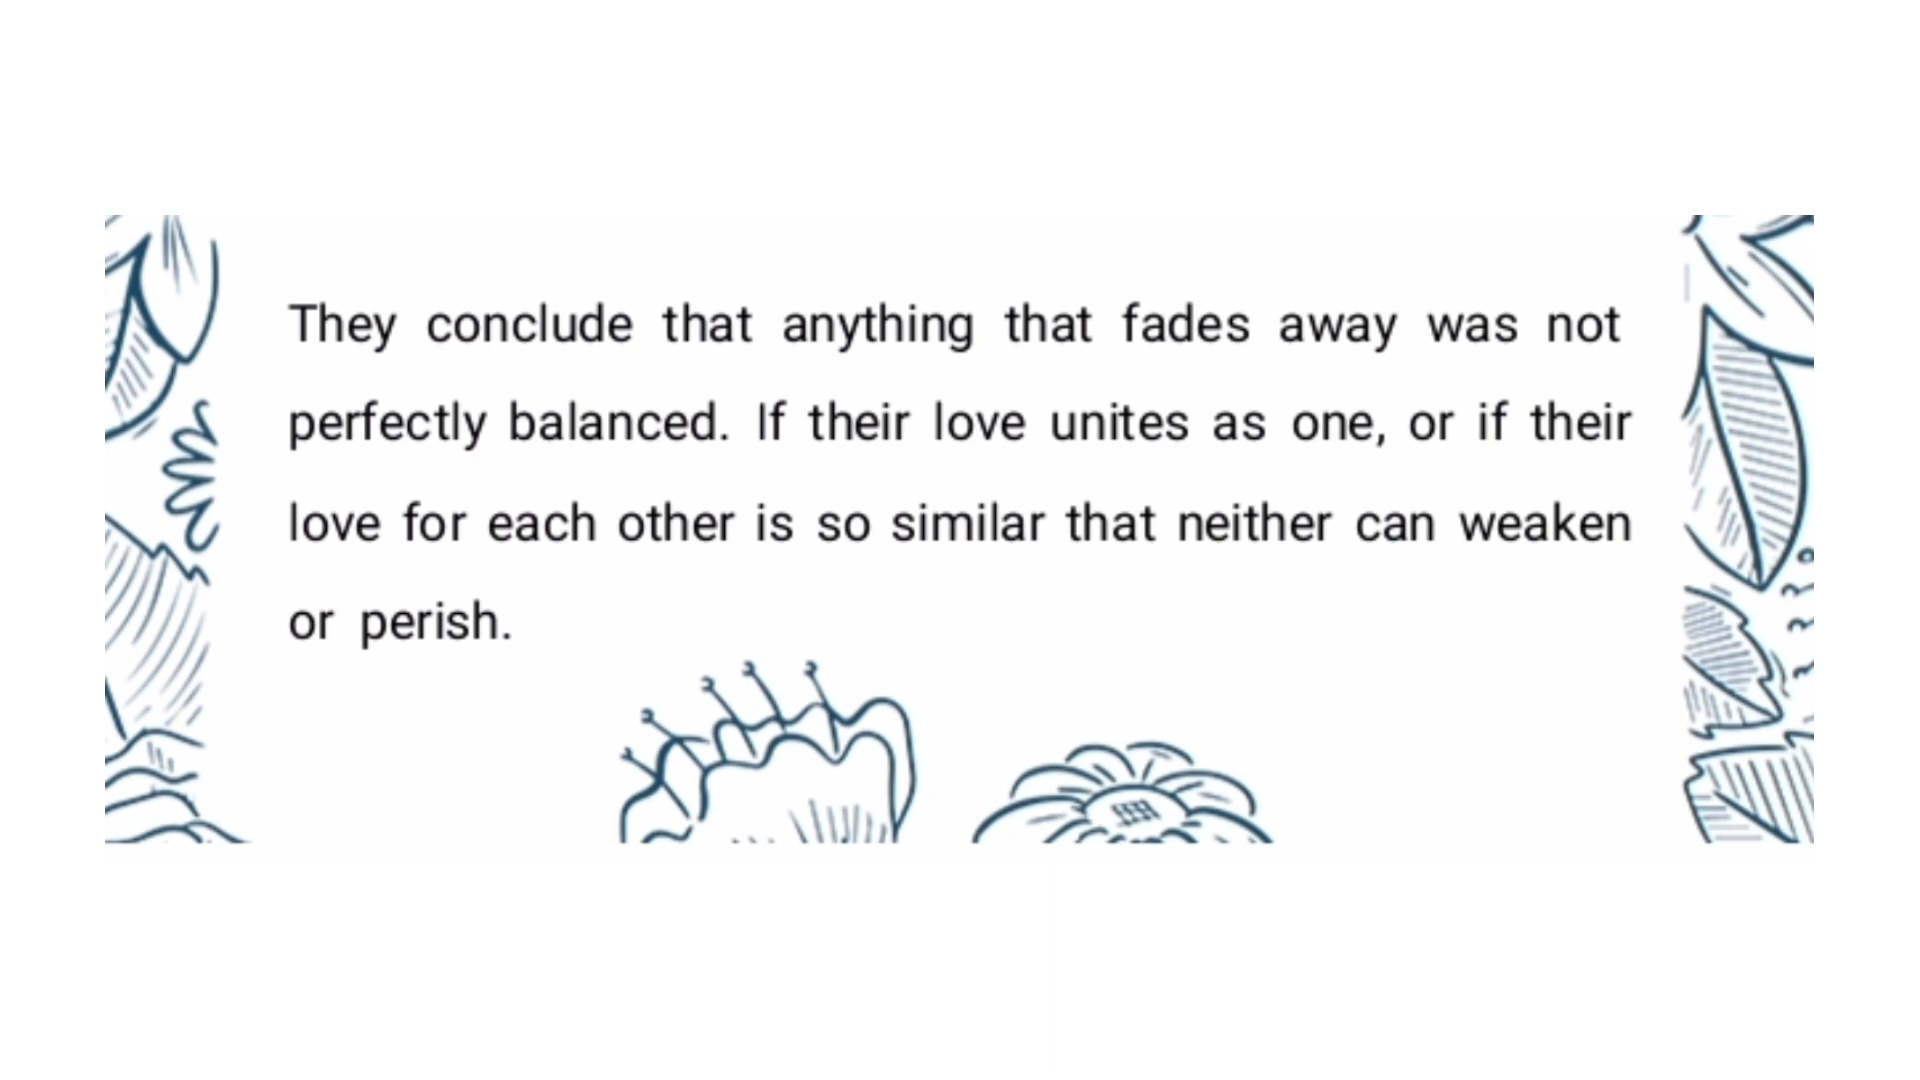 They conclude that anything that fades away was not
perfectly balanced. If their love unites as one, or if their
love for each other is so similar that neither can weaken
or perish.